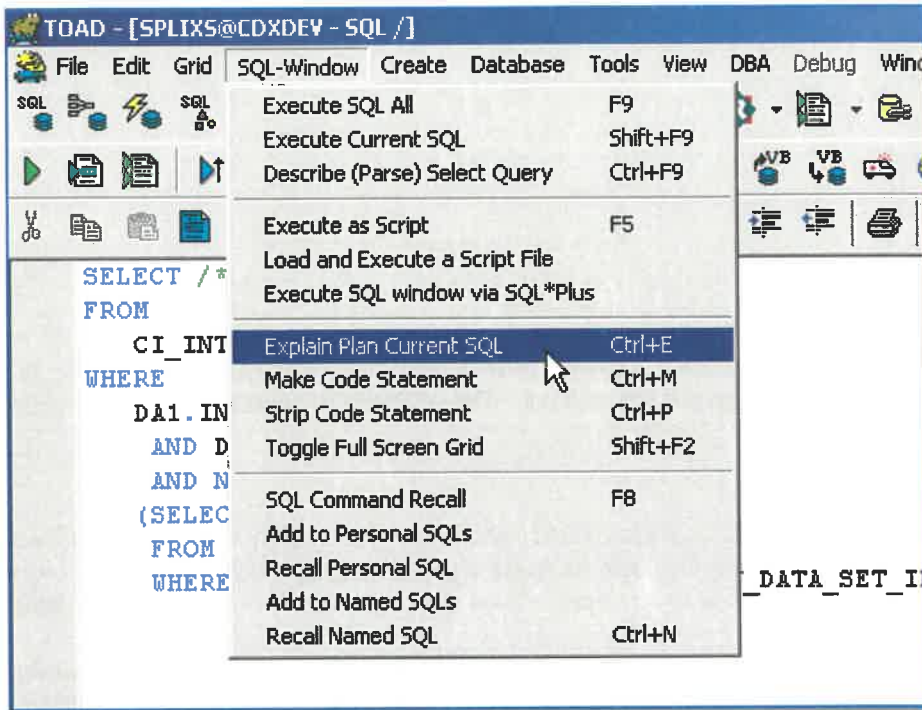 TOAD - [SPLIXS@CDXDEV - SQL /]
File Edit Grid SQL-Window Create Database Tools View DBA Debug
SQL SQL VB VB
Execute SQL All F9
Execute Current SQL Shift+F9
Describe (Parse) Select Query Ctrl+F9
Execute as Script F5
Load and Execute a Script File
Execute SQL window via SQL*Plus
Explain Plan Current SQL Ctrl+E
Make Code Statement Ctrl+M
Strip Code Statement Ctrl+P
Toggle Full Screen Grid Shift+F2
SQL Command Recall F8
Add to Personal SQLs
Recall Personal SQL
Add to Named SQLs
Recall Named SQL Ctrl+N
SELECT /*
FROM
CI_INT
WHERE
DA1.IN
AND D
AND N
(SELEC
FROM
WHERE _DATA_SET_I